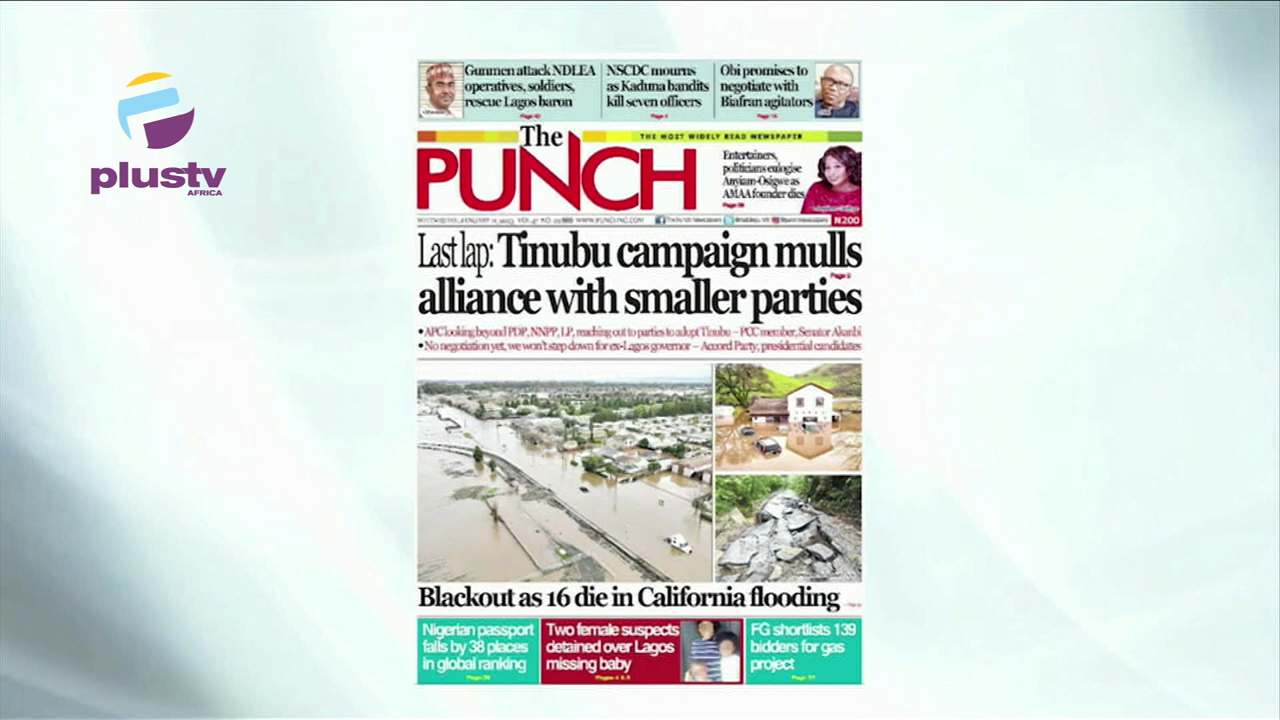 plustv
AFRICA
Gunmen attack NDLEA
operatives, soldiers,
rescue Lagos baron
NSCDC mourns
as Kaduna bandits
kill seven officers
Obi promises to
negotiate with
Biafran agitators
The
PUNCH
THE MOST WIDELY READ NEWSPAPER
Entertainers,
politicians eulogise
Anyiam-Osigwe as
AMAA founder dies
N200
Last lap: Tinubu campaign mulls
alliance with smaller parties
• APC looking beyond PDP, NNPP, LP, reaching out to parties to adopt Tinubu – PCC member, Senator Akanbi
• No negotiation yet, we won't step down for ex-Lagos governor – Accord Party, presidential candidates
Blackout as 16 die in California flooding
Nigerian passport
falls by 38 places
in global ranking
Two female suspects
detained over Lagos
missing baby
FG shortlists 139
bidders for gas
project